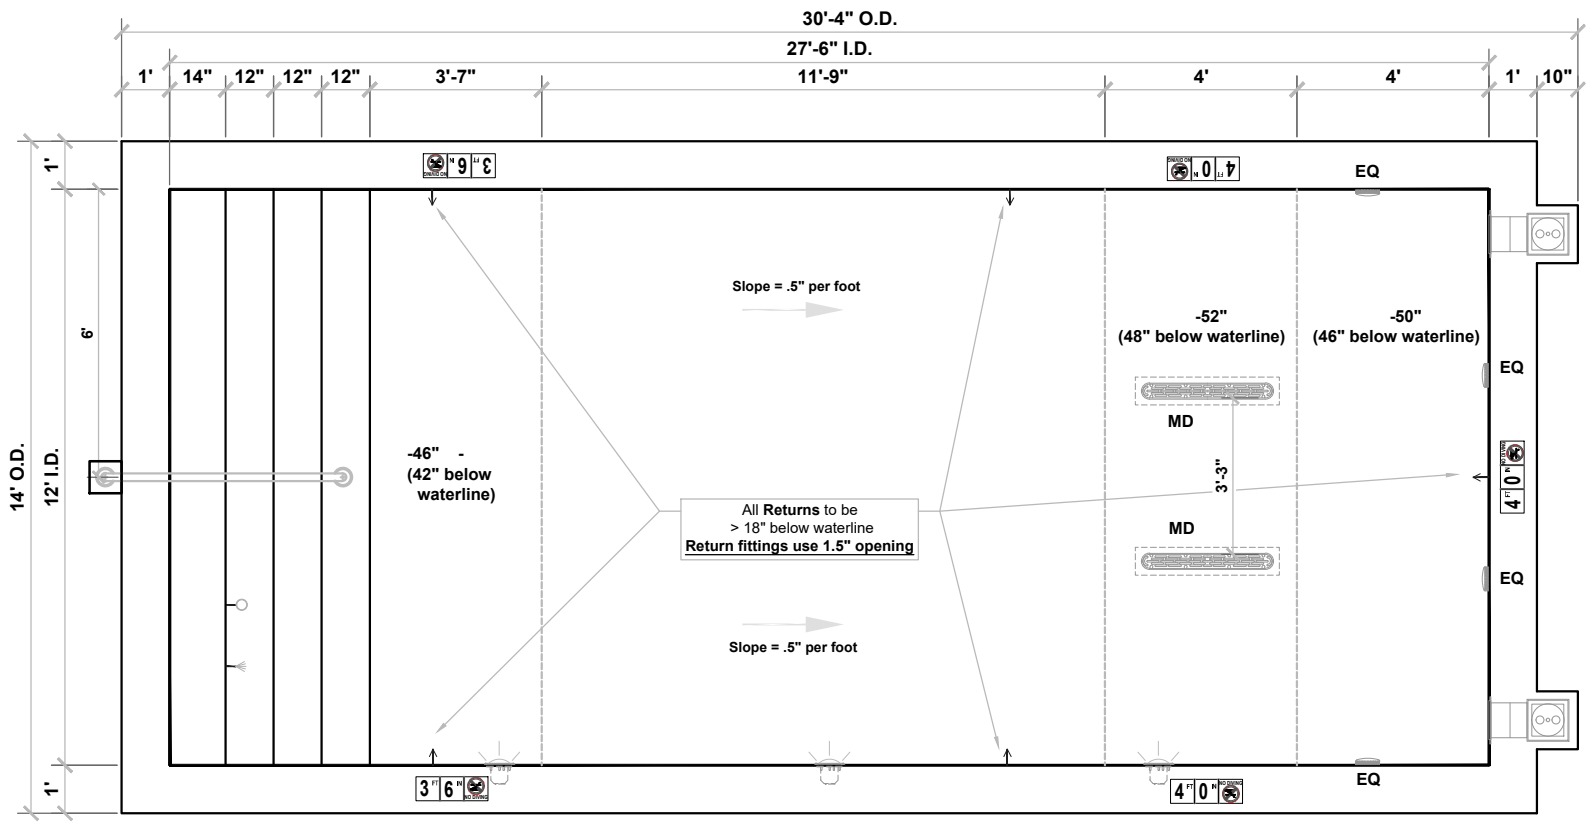 30'-4" O.D.
27'-6" I.D.
1' 14" 12" 12" 12" 3'-7" 11'-9" 4' 4' 1' 10"
1'
3 FT 6 IN NO DIVING
4 FT 0 IN NO DIVING
EQ
Slope = .5" per foot
6'
-52"
(48" below waterline)
-50"
(46" below waterline)
EQ
MD
14' O.D.
12' I.D.
-46" -
(42" below
waterline)
3'-3"
4 FT 0 IN NO DIVING
All Returns to be
> 18" below waterline
Return fittings use 1.5" opening
MD
EQ
Slope = .5" per foot
1'
3 FT 6 IN NO DIVING
4 FT 0 IN NO DIVING
EQ